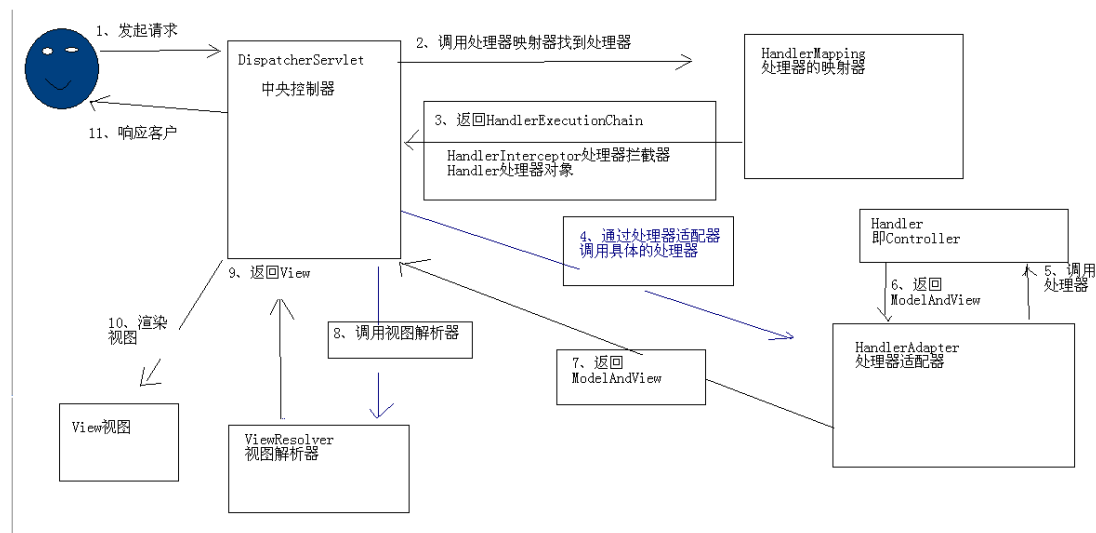 1、发起请求
DispatcherServlet
中央控制器
2、调用处理器映射器找到处理器
HandlerMapping
处理器的映射器
11、响应客户
3、返回HandlerExecutionChain
HandlerInterceptor处理器拦截器
Handler处理器对象
4、通过处理器适配器
调用具体的处理器
Handler
即Controller
9、返回View
6、返回
ModelAndView
5、调用
处理器
10、渲染
视图
8、调用视图解析器
7、返回
ModelAndView
HandlerAdapter
处理器适配器
View视图
ViewResolver
视图解析器